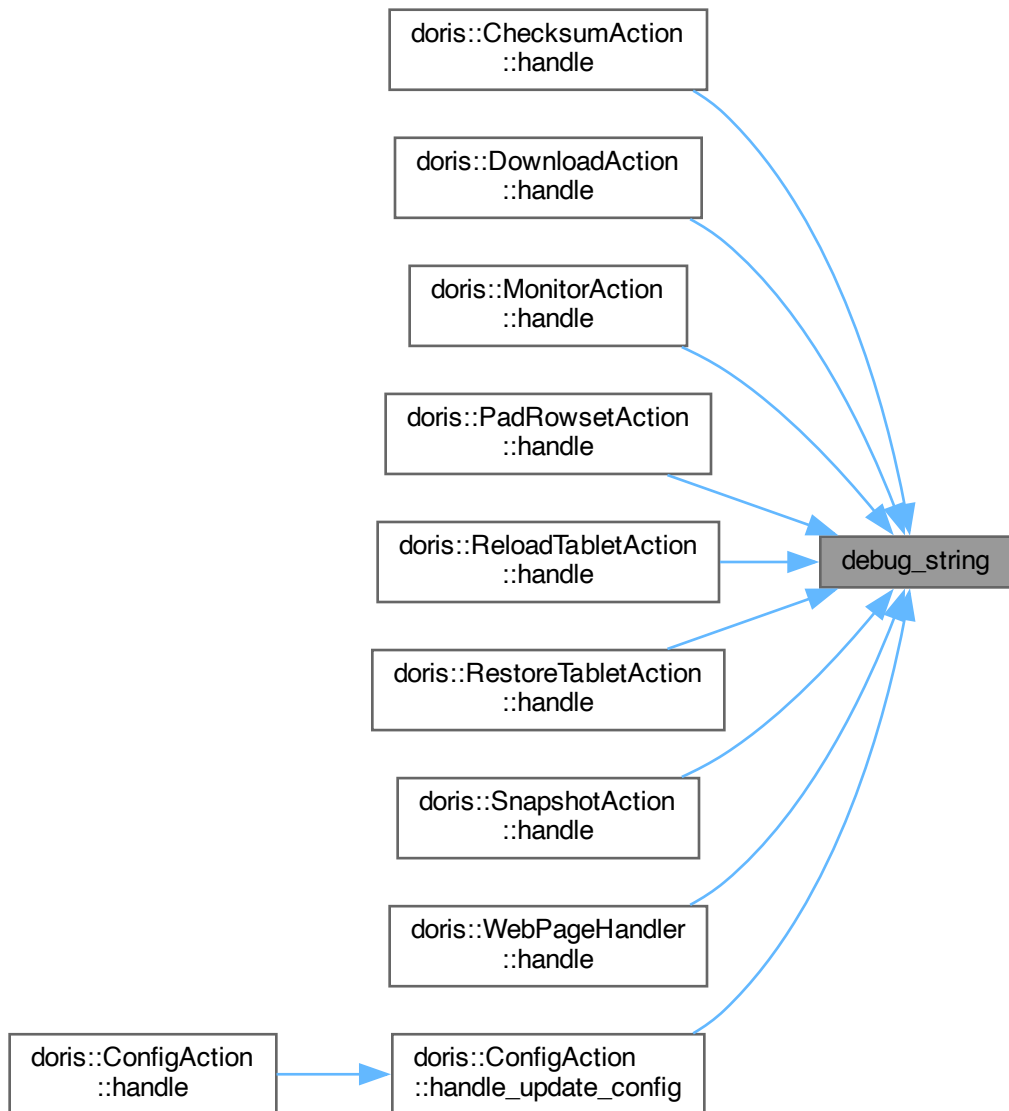 doris::ChecksumAction
::handle
doris::DownloadAction
::handle
doris::MonitorAction
::handle
doris::PadRowsetAction
::handle
doris::ReloadTabletAction
::handle
debug_string
doris::RestoreTabletAction
::handle
doris::SnapshotAction
::handle
doris::WebPageHandler
::handle
doris::ConfigAction
::handle
doris::ConfigAction
::handle_update_config